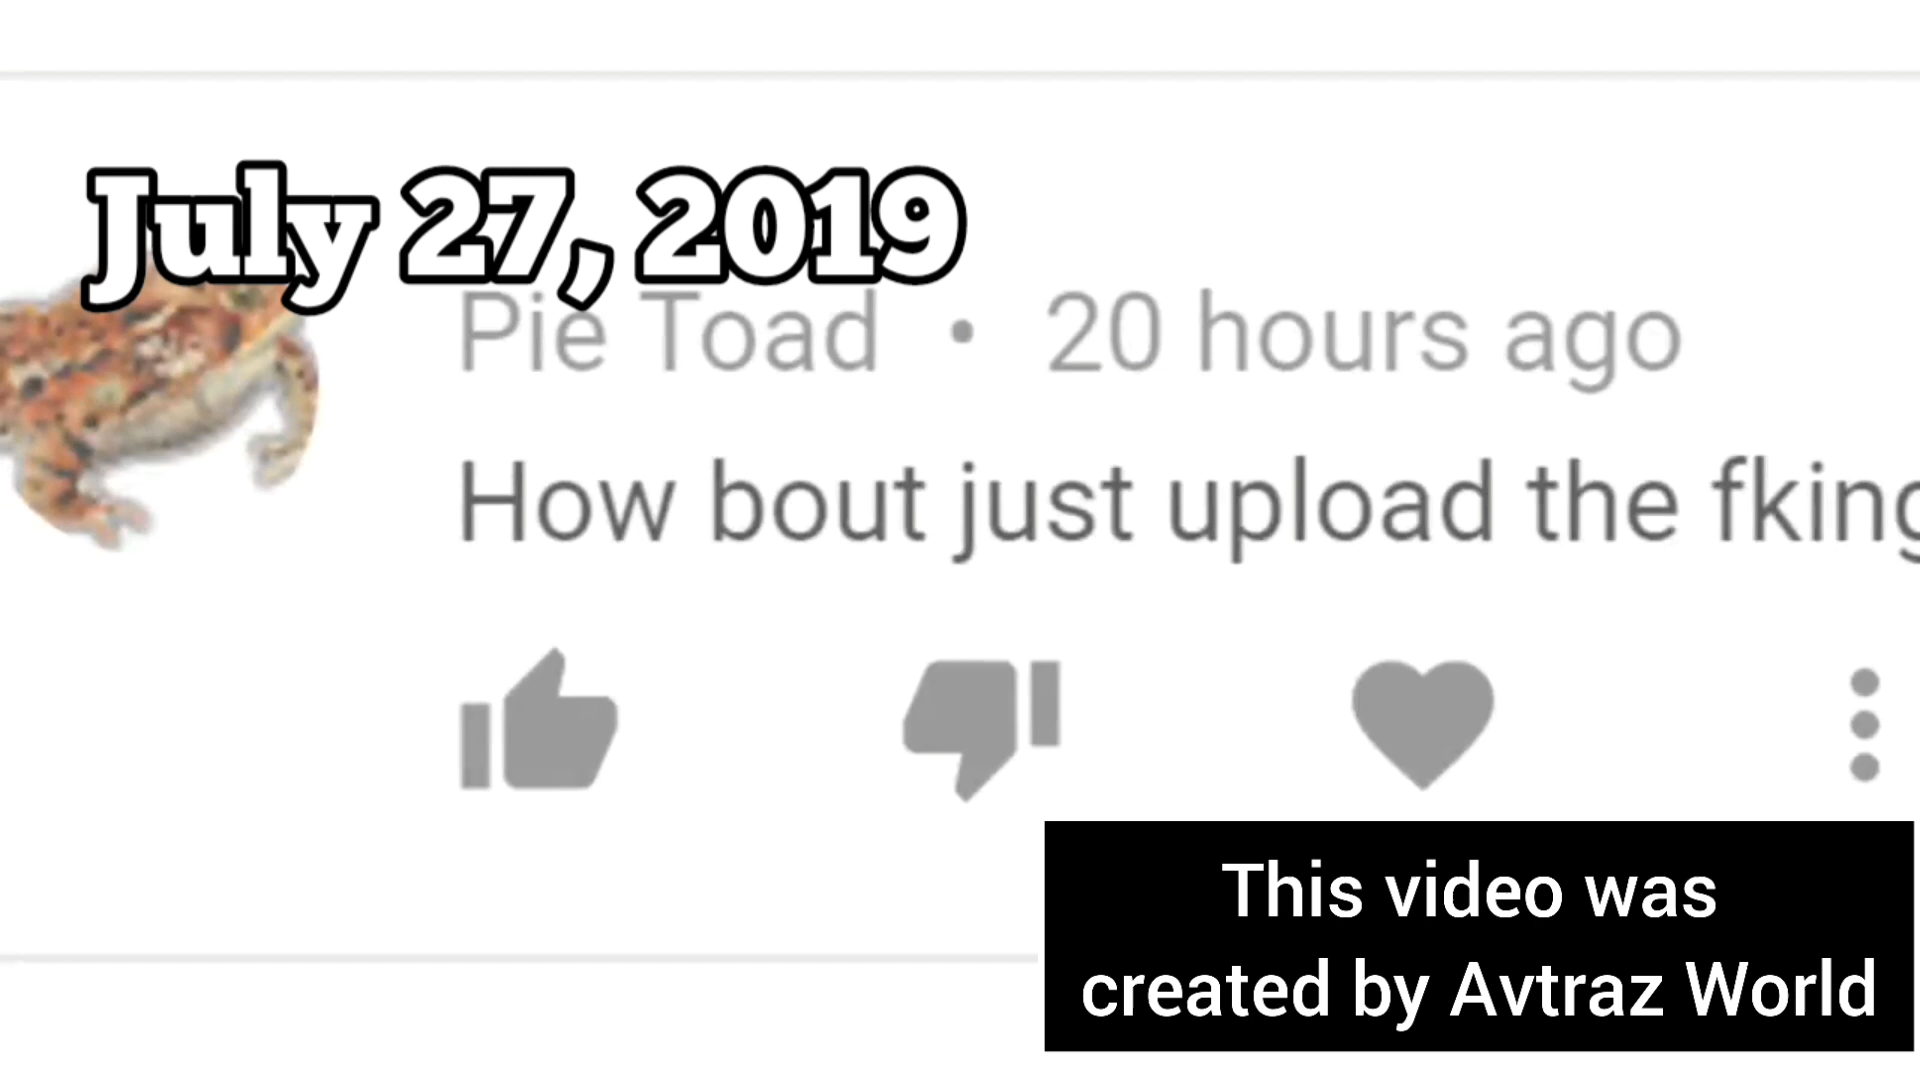 July 27, 2019
Pie Toad • 20 hours ago
How bout just upload the fking
This video was
created by Avtraz World